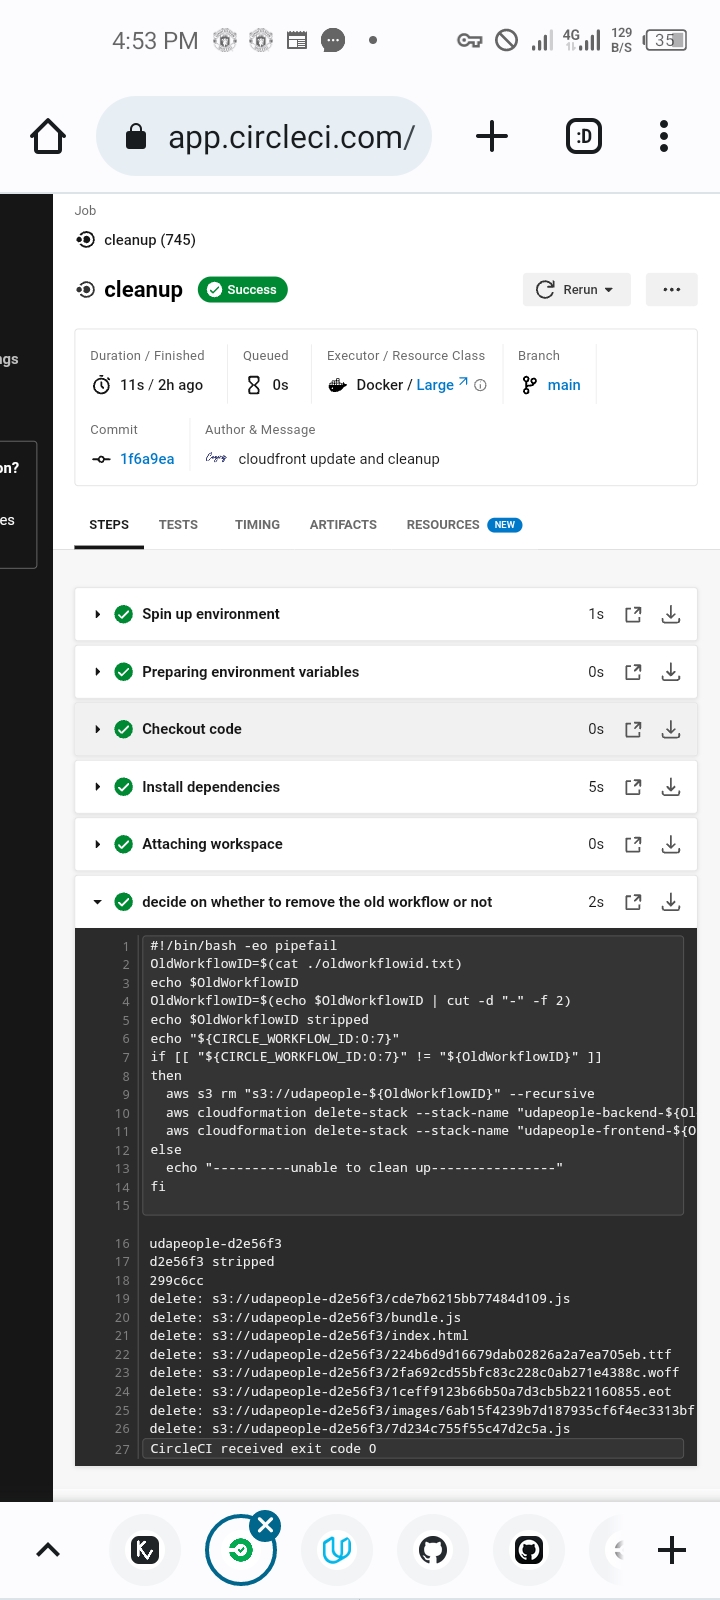 4:53 PM 4G 129 B/S 35
app.circleci.com/ :D
Job
cleanup (745)
cleanup Success Rerun
ngs
Duration / Finished Queued Executor / Resource Class Branch
11s / 2h ago 0s Docker / Large main
Commit Author & Message
1f6a9ea cloudfront update and cleanup
on?
es
STEPS TESTS TIMING ARTIFACTS RESOURCES NEW
Spin up environment 1s
Preparing environment variables 0s
Checkout code 0s
Install dependencies 5s
Attaching workspace 0s
decide on whether to remove the old workflow or not 2s
1 #!/bin/bash -eo pipefail
2 OldWorkflowID=$(cat ./oldworkflowid.txt)
3 echo $OldWorkflowID
4 OldWorkflowID=$(echo $OldWorkflowID | cut -d "-" -f 2)
5 echo $OldWorkflowID stripped
6 echo "${CIRCLE_WORKFLOW_ID:0:7}"
7 if [[ "${CIRCLE_WORKFLOW_ID:0:7}" != "${OldWorkflowID}" ]]
8 then
9 aws s3 rm "s3://udapeople-${OldWorkflowID}" --recursive
10 aws cloudformation delete-stack --stack-name "udapeople-backend-${Ol
11 aws cloudformation delete-stack --stack-name "udapeople-frontend-${O
12 else
13 echo "----------unable to clean up----------------"
14 fi
15
16 udapeople-d2e56f3
17 d2e56f3 stripped
18 299c6cc
19 delete: s3://udapeople-d2e56f3/cde7b6215bb77484d109.js
20 delete: s3://udapeople-d2e56f3/bundle.js
21 delete: s3://udapeople-d2e56f3/index.html
22 delete: s3://udapeople-d2e56f3/224b6d9d16679dab02826a2a7ea705eb.ttf
23 delete: s3://udapeople-d2e56f3/2fa692cd55bfc83c228c0ab271e4388c.woff
24 delete: s3://udapeople-d2e56f3/1ceff9123b66b50a7d3cb5b221160855.eot
25 delete: s3://udapeople-d2e56f3/images/6ab15f4239b7d187935cf6f4ec3313bf
26 delete: s3://udapeople-d2e56f3/7d234c755f55c47d2c5a.js
27 CircleCI received exit code 0